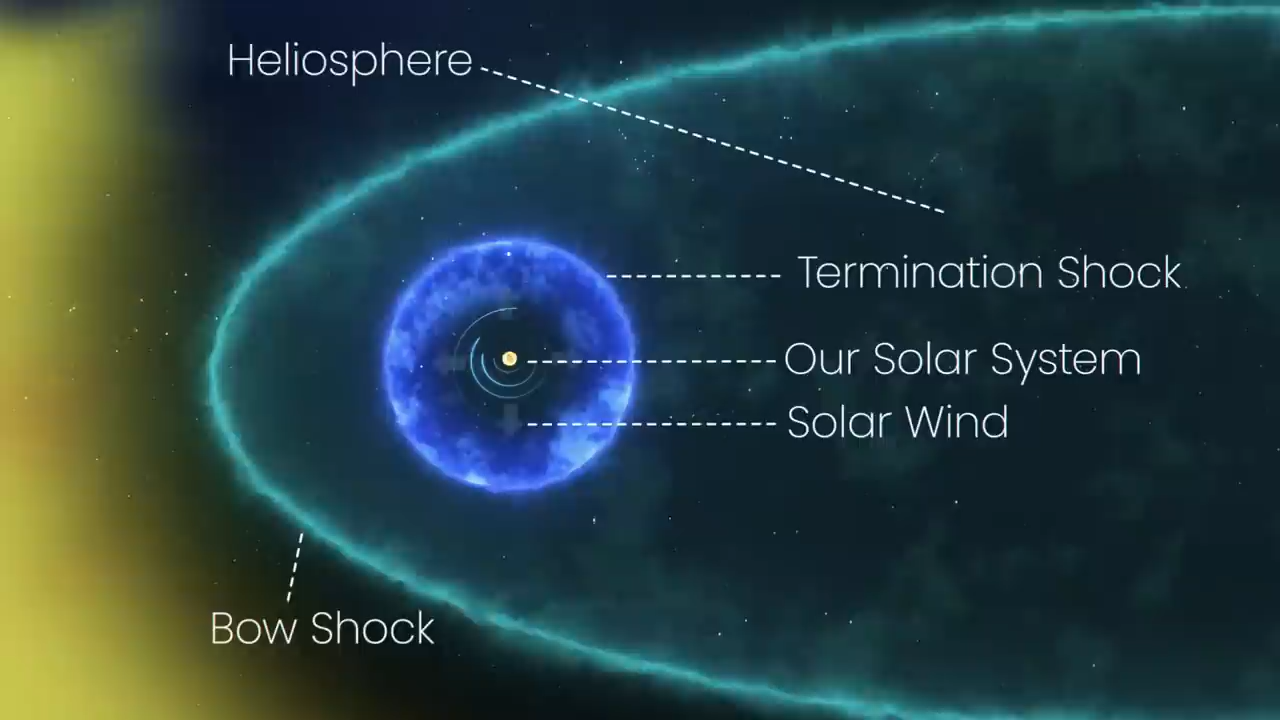 Heliosphere
Termination Shock
Our Solar System
Solar Wind
Bow Shock